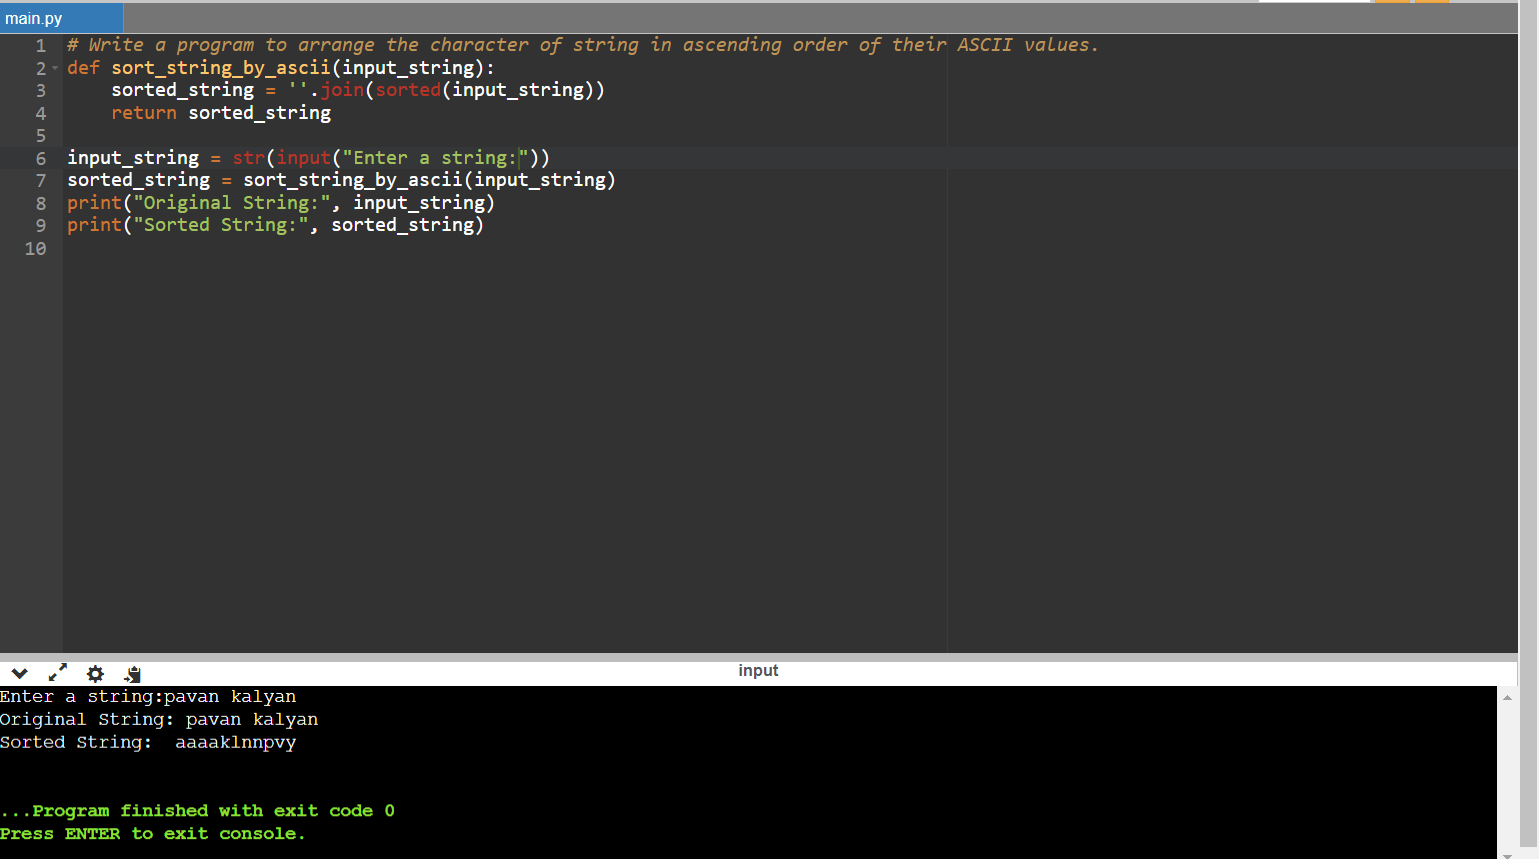 main.py
1 # Write a program to arrange the character of string in ascending order of their ASCII values.
2 def sort_string_by_ascii(input_string):
3     sorted_string = ''.join(sorted(input_string))
4     return sorted_string
5
6 input_string = str(input("Enter a string:"))
7 sorted_string = sort_string_by_ascii(input_string)
8 print("Original String:", input_string)
9 print("Sorted String:", sorted_string)
10
input
Enter a string:pavan kalyan
Original String: pavan kalyan
Sorted String:  aaaaklnnpvy
...Program finished with exit code 0
Press ENTER to exit console.